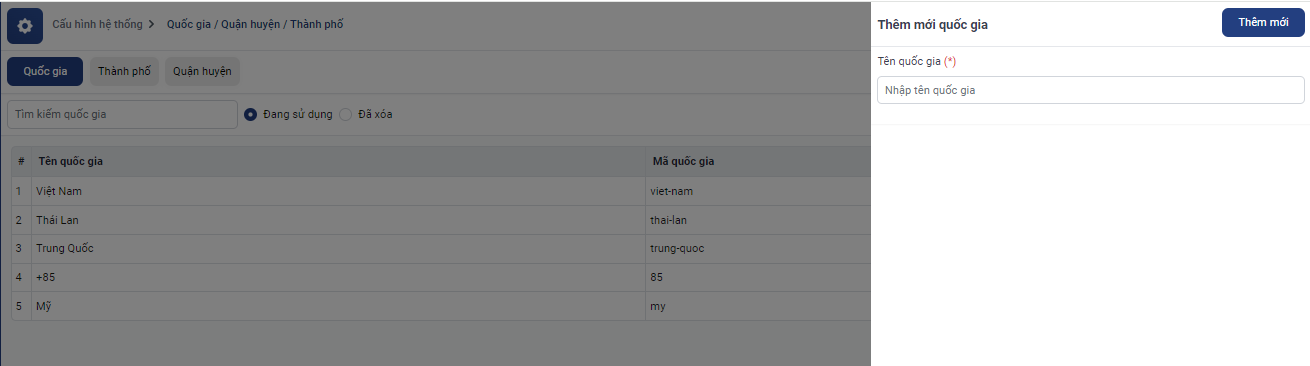 Cấu hình hệ thống > Quốc gia / Quận huyện / Thành phố
Quốc gia Thành phố Quận huyện
Tìm kiếm quốc gia Đang sử dụng Đã xóa
# Tên quốc gia Mã quốc gia
1 Việt Nam viet-nam
2 Thái Lan thai-lan
3 Trung Quốc trung-quoc
4 +85 85
5 Mỹ my
Thêm mới quốc gia Thêm mới
Tên quốc gia (*)
Nhập tên quốc gia